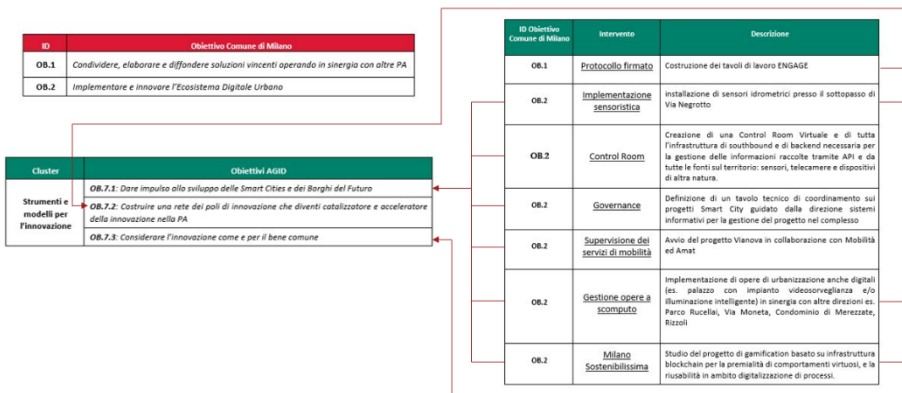 ID Obiettivo Comune di Milano
OB.1 Condividere, elaborare e diffondere soluzioni vincenti operando in sinergia con altre PA
OB.2 Implementare e innovare l'Ecosistema Digitale Urbano
Cluster Obiettivi AGID
Strumenti e
modelli per
l'innovazione
OB.7.1: Dare impulso allo sviluppo delle Smart Cities e dei Borghi del Futuro
OB.7.2: Costruire una rete dei poli di innovazione che diventi catalizzatore e acceleratore
della innovazione nella PA
OB.7.3: Considerare l'innovazione come e per il bene comune
ID Obiettivo
Comune di Milano
Intervento
Descrizione
OB.1
Protocollo firmato
Costruzione dei tavoli di lavoro ENGAGE
OB.2
Implementazione
sensoristica
installazione di sensori idrometrici presso il sottopasso di
Via Negrotto
OB.2
Control Room
Creazione di una Control Room Virtuale e di tutta
l'infrastruttura di southbound e di backend necessaria per
la gestione delle informazioni raccolte tramite API e da
tutte le fonti sul territorio: sensori, telecamere e dispositivi
di altra natura.
OB.2
Governance
Definizione di un tavolo tecnico di coordinamento sui
progetti Smart City guidato dalla direzione sistemi
informativi per la gestione del progetto nel complesso
OB.2
Supervisione dei
servizi di mobilità
Avvio del progetto Vianova in collaborazione con Mobilità
ed Amat
OB.2
Gestione opere a
scomputo
Implementazione di opere di urbanizzazione anche digitali
(es. palazzo con impianto videosorveglianza e/o
illuminazione intelligente) in sinergia con altre direzioni es.
Parco Rucellai, Via Moneta, Condominio di Merezzate,
Rizzoli
OB.2
Milano
Sostenibilissima
Studio del progetto di gamification basato su infrastruttura
blockchain per la premialità di comportamenti virtuosi, e la
riusabilità in ambito digitalizzazione di processi.